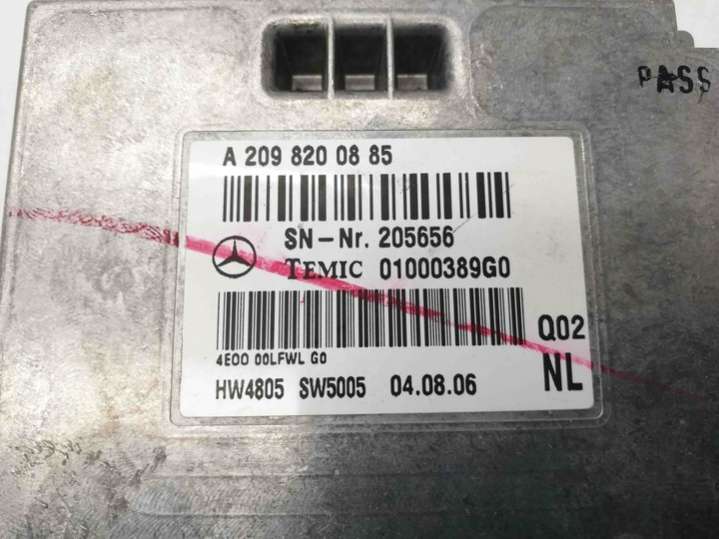 PASS
A 209 820 08 85
SN-Nr. 205656
TEMIC 01000389G0
4E00 00LFWL G0
Q02
HW4805 SW5005 04.08.06
NL